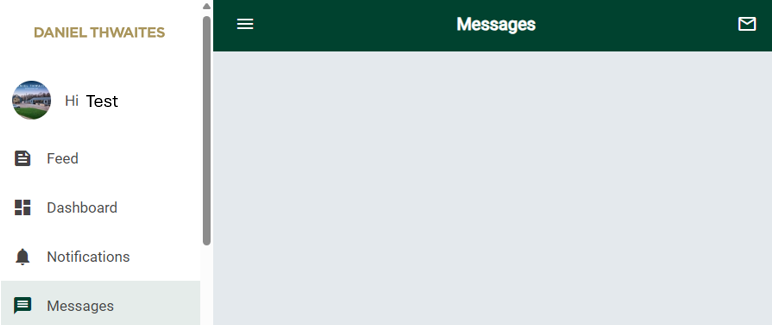 DANIEL THWAITES
Hi Test
Feed
Dashboard
Notifications
Messages
Messages